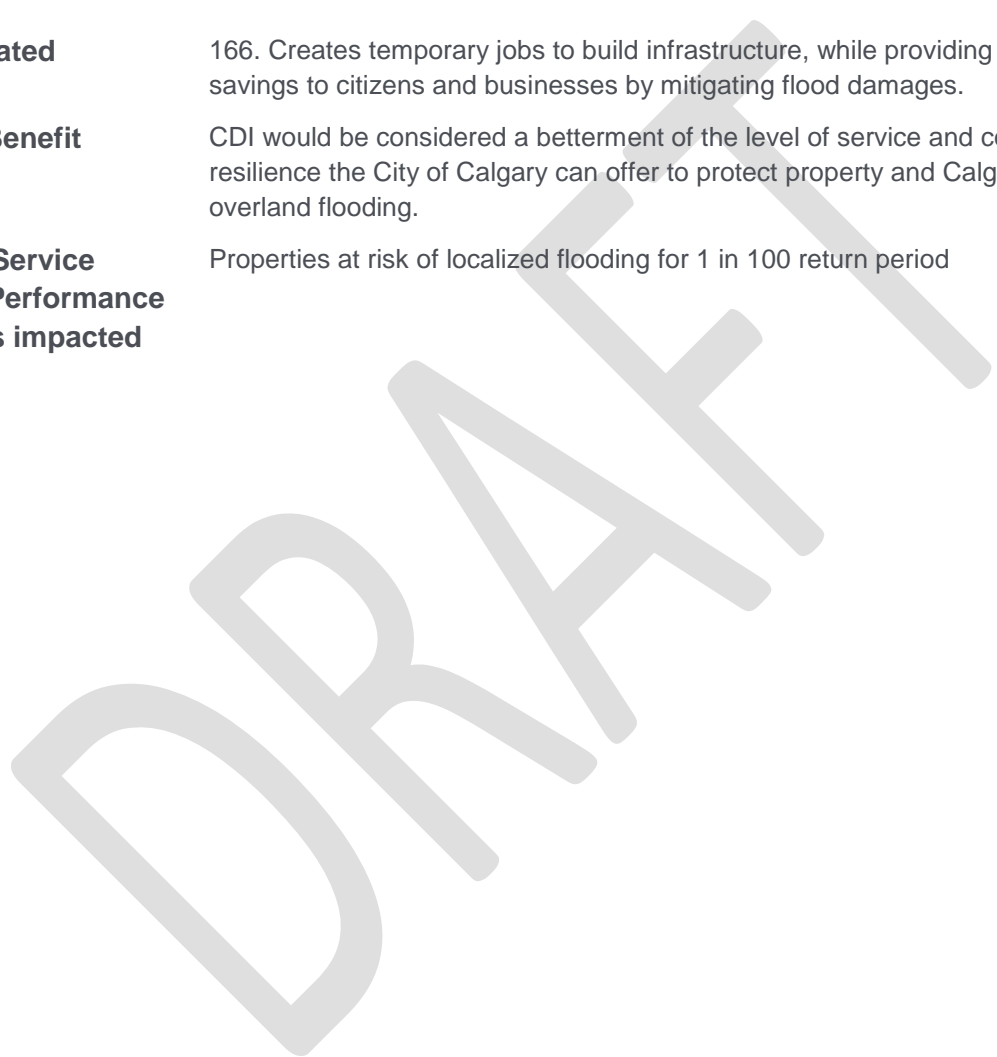 166. Creates temporary jobs to build infrastructure, while providing
savings to citizens and businesses by mitigating flood damages.
Benefit CDI would be considered a betterment of the level of service and
resilience the City of Calgary can offer to protect property and
overland flooding.
Service Properties at risk of localized flooding for 1 in 100 return period
Performance
impacted
DRAFT